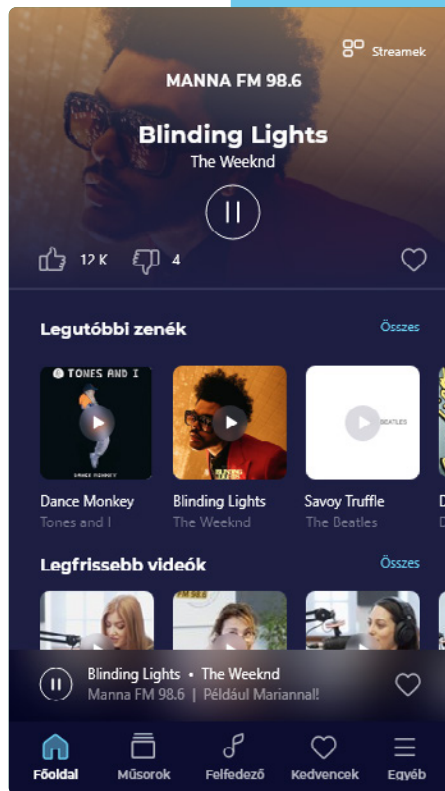 Streamek
MANNA FM 98.6
Blinding Lights
The Weeknd
12 K
4
Legutóbbi zenék
Összes
TONES AND I
DANCE MONKEY
BEATLES
Dance Monkey
Blinding Lights
Savoy Truffle
D
Tones and I
The Weeknd
The Beatles
D
Legfrissebb videók
Összes
FM 98.6
Blinding Lights • The Weeknd
Manna FM 98.6 | Például Mariannal!
Főoldal
Műsorok
Felfedező
Kedvencek
Egyéb